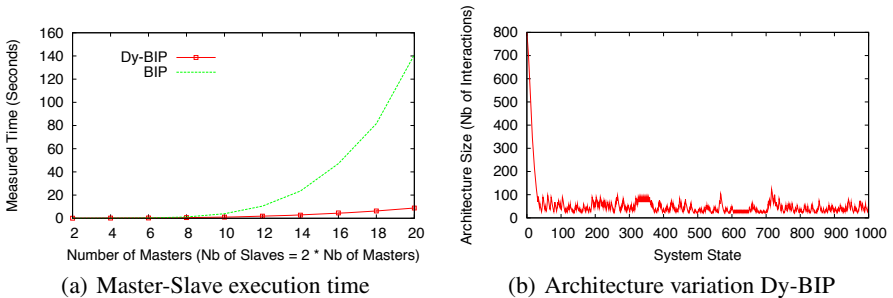 160
140
120
100
80
60
40
20
0
Measured Time (Seconds)
Dy-BIP
BIP
2 4 6 8 10 12 14 16 18 20
Number of Masters (Nb of Slaves = 2 * Nb of Masters)
(a) Master-Slave execution time
800
700
600
500
400
300
200
100
0
Architecture Size (Nb of Interactions)
0 100 200 300 400 500 600 700 800 900 1000
System State
(b) Architecture variation Dy-BIP